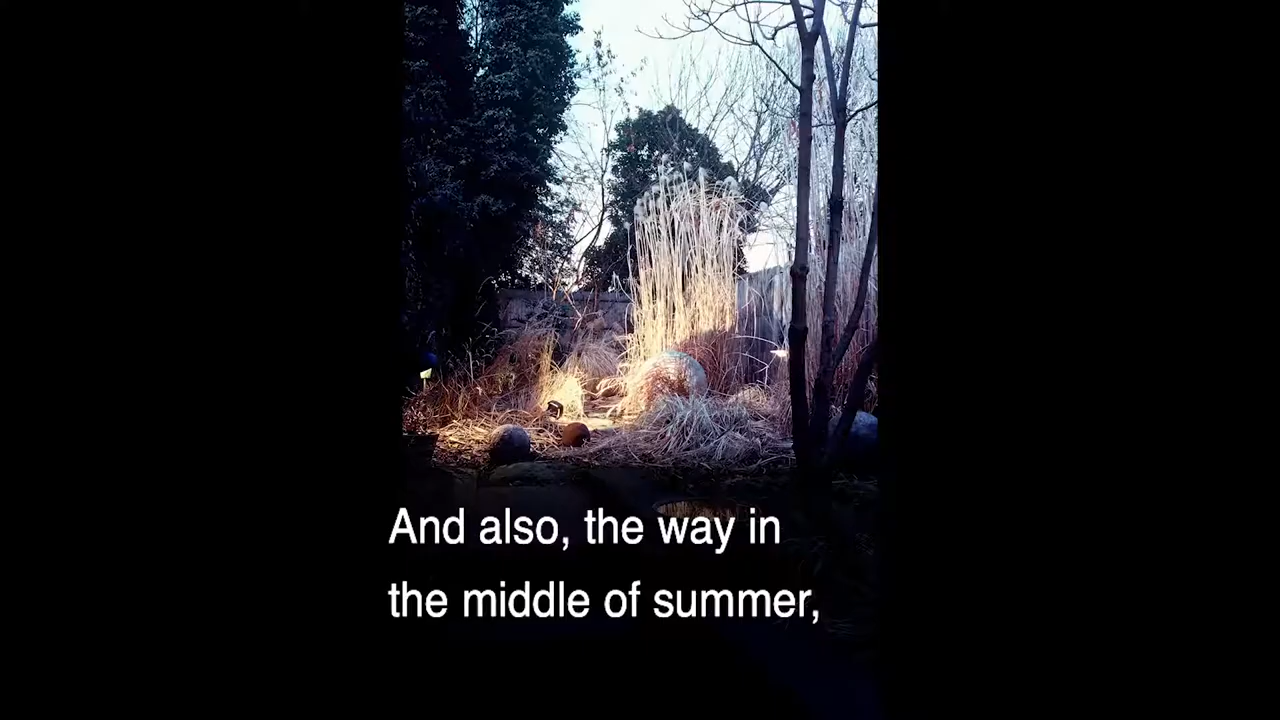 And also, the way in
the middle of summer,